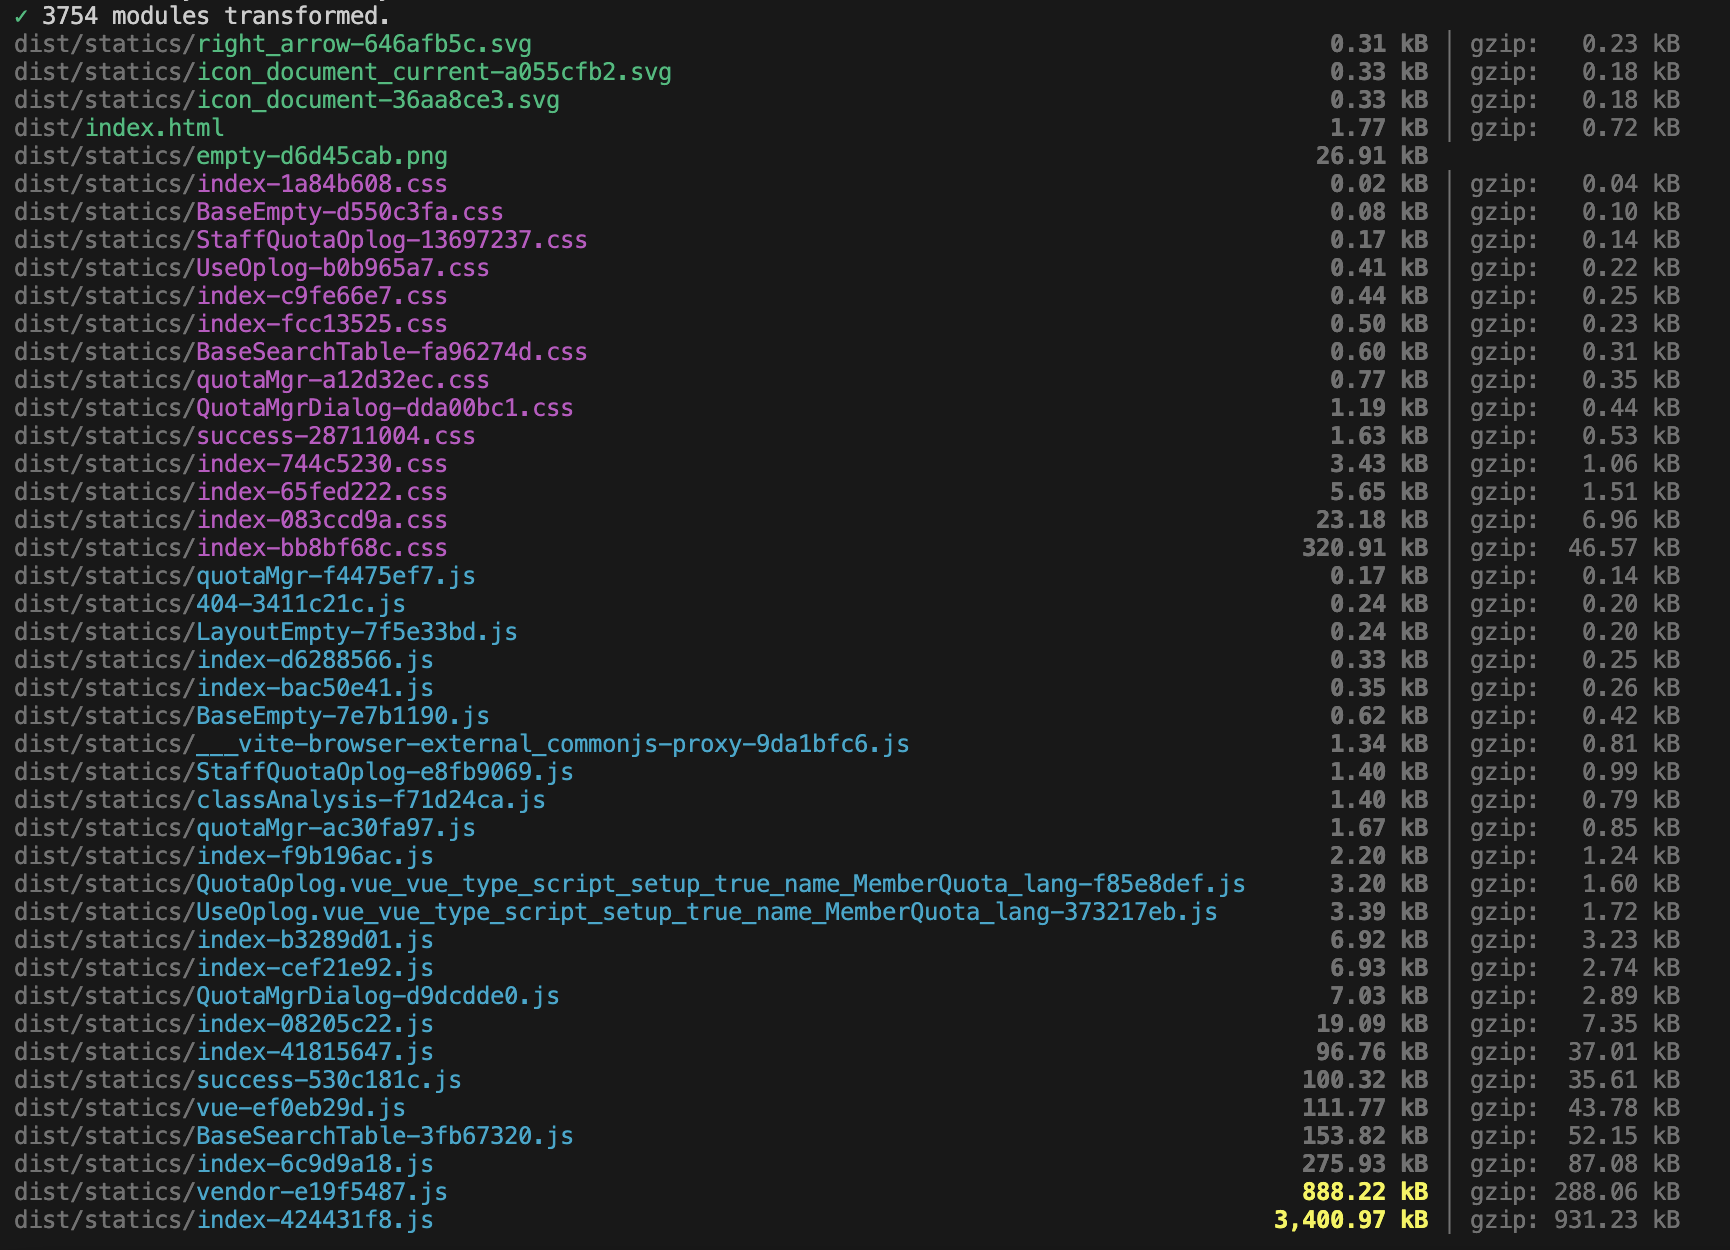 ✓ 3754 modules transformed.
dist/statics/right_arrow-646afb5c.svg 0.31 kB │ gzip: 0.23 kB
dist/statics/icon_document_current-a055cfb2.svg 0.33 kB │ gzip: 0.18 kB
dist/statics/icon_document-36aa8ce3.svg 0.33 kB │ gzip: 0.18 kB
dist/index.html 1.77 kB │ gzip: 0.72 kB
dist/statics/empty-d6d45cab.png 26.91 kB
dist/statics/index-1a84b608.css 0.02 kB │ gzip: 0.04 kB
dist/statics/BaseEmpty-d550c3fa.css 0.08 kB │ gzip: 0.10 kB
dist/statics/StaffQuotaOplog-13697237.css 0.17 kB │ gzip: 0.14 kB
dist/statics/UseOplog-b0b965a7.css 0.41 kB │ gzip: 0.22 kB
dist/statics/index-c9fe66e7.css 0.44 kB │ gzip: 0.25 kB
dist/statics/index-fcc13525.css 0.50 kB │ gzip: 0.23 kB
dist/statics/BaseSearchTable-fa96274d.css 0.60 kB │ gzip: 0.31 kB
dist/statics/quotaMgr-a12d32ec.css 0.77 kB │ gzip: 0.35 kB
dist/statics/QuotaMgrDialog-dda00bc1.css 1.19 kB │ gzip: 0.44 kB
dist/statics/success-28711004.css 1.63 kB │ gzip: 0.53 kB
dist/statics/index-744c5230.css 3.43 kB │ gzip: 1.06 kB
dist/statics/index-65fed222.css 5.65 kB │ gzip: 1.51 kB
dist/statics/index-083ccd9a.css 23.18 kB │ gzip: 6.96 kB
dist/statics/index-bb8bf68c.css 320.91 kB │ gzip: 46.57 kB
dist/statics/quotaMgr-f4475ef7.js 0.17 kB │ gzip: 0.14 kB
dist/statics/404-3411c21c.js 0.24 kB │ gzip: 0.20 kB
dist/statics/LayoutEmpty-7f5e33bd.js 0.24 kB │ gzip: 0.20 kB
dist/statics/index-d6288566.js 0.33 kB │ gzip: 0.25 kB
dist/statics/index-bac50e41.js 0.35 kB │ gzip: 0.26 kB
dist/statics/BaseEmpty-7e7b1190.js 0.62 kB │ gzip: 0.42 kB
dist/statics/___vite-browser-external_commonjs-proxy-9da1bfc6.js 1.34 kB │ gzip: 0.81 kB
dist/statics/StaffQuotaOplog-e8fb9069.js 1.40 kB │ gzip: 0.99 kB
dist/statics/classAnalysis-f71d24ca.js 1.40 kB │ gzip: 0.79 kB
dist/statics/quotaMgr-ac30fa97.js 1.67 kB │ gzip: 0.85 kB
dist/statics/index-f9b196ac.js 2.20 kB │ gzip: 1.24 kB
dist/statics/QuotaOplog.vue_vue_type_script_setup_true_name_MemberQuota_lang-f85e8def.js 3.20 kB │ gzip: 1.60 kB
dist/statics/UseOplog.vue_vue_type_script_setup_true_name_MemberQuota_lang-373217eb.js 3.39 kB │ gzip: 1.72 kB
dist/statics/index-b3289d01.js 6.92 kB │ gzip: 3.23 kB
dist/statics/index-cef21e92.js 6.93 kB │ gzip: 2.74 kB
dist/statics/QuotaMgrDialog-d9dcdde0.js 7.03 kB │ gzip: 2.89 kB
dist/statics/index-08205c22.js 19.09 kB │ gzip: 7.35 kB
dist/statics/index-41815647.js 96.76 kB │ gzip: 37.01 kB
dist/statics/success-530c181c.js 100.32 kB │ gzip: 35.61 kB
dist/statics/vue-ef0eb29d.js 111.77 kB │ gzip: 43.78 kB
dist/statics/BaseSearchTable-3fb67320.js 153.82 kB │ gzip: 52.15 kB
dist/statics/index-6c9d9a18.js 275.93 kB │ gzip: 87.08 kB
dist/statics/vendor-e19f5487.js 888.22 kB │ gzip: 288.06 kB
dist/statics/index-424431f8.js 3,400.97 kB │ gzip: 931.23 kB